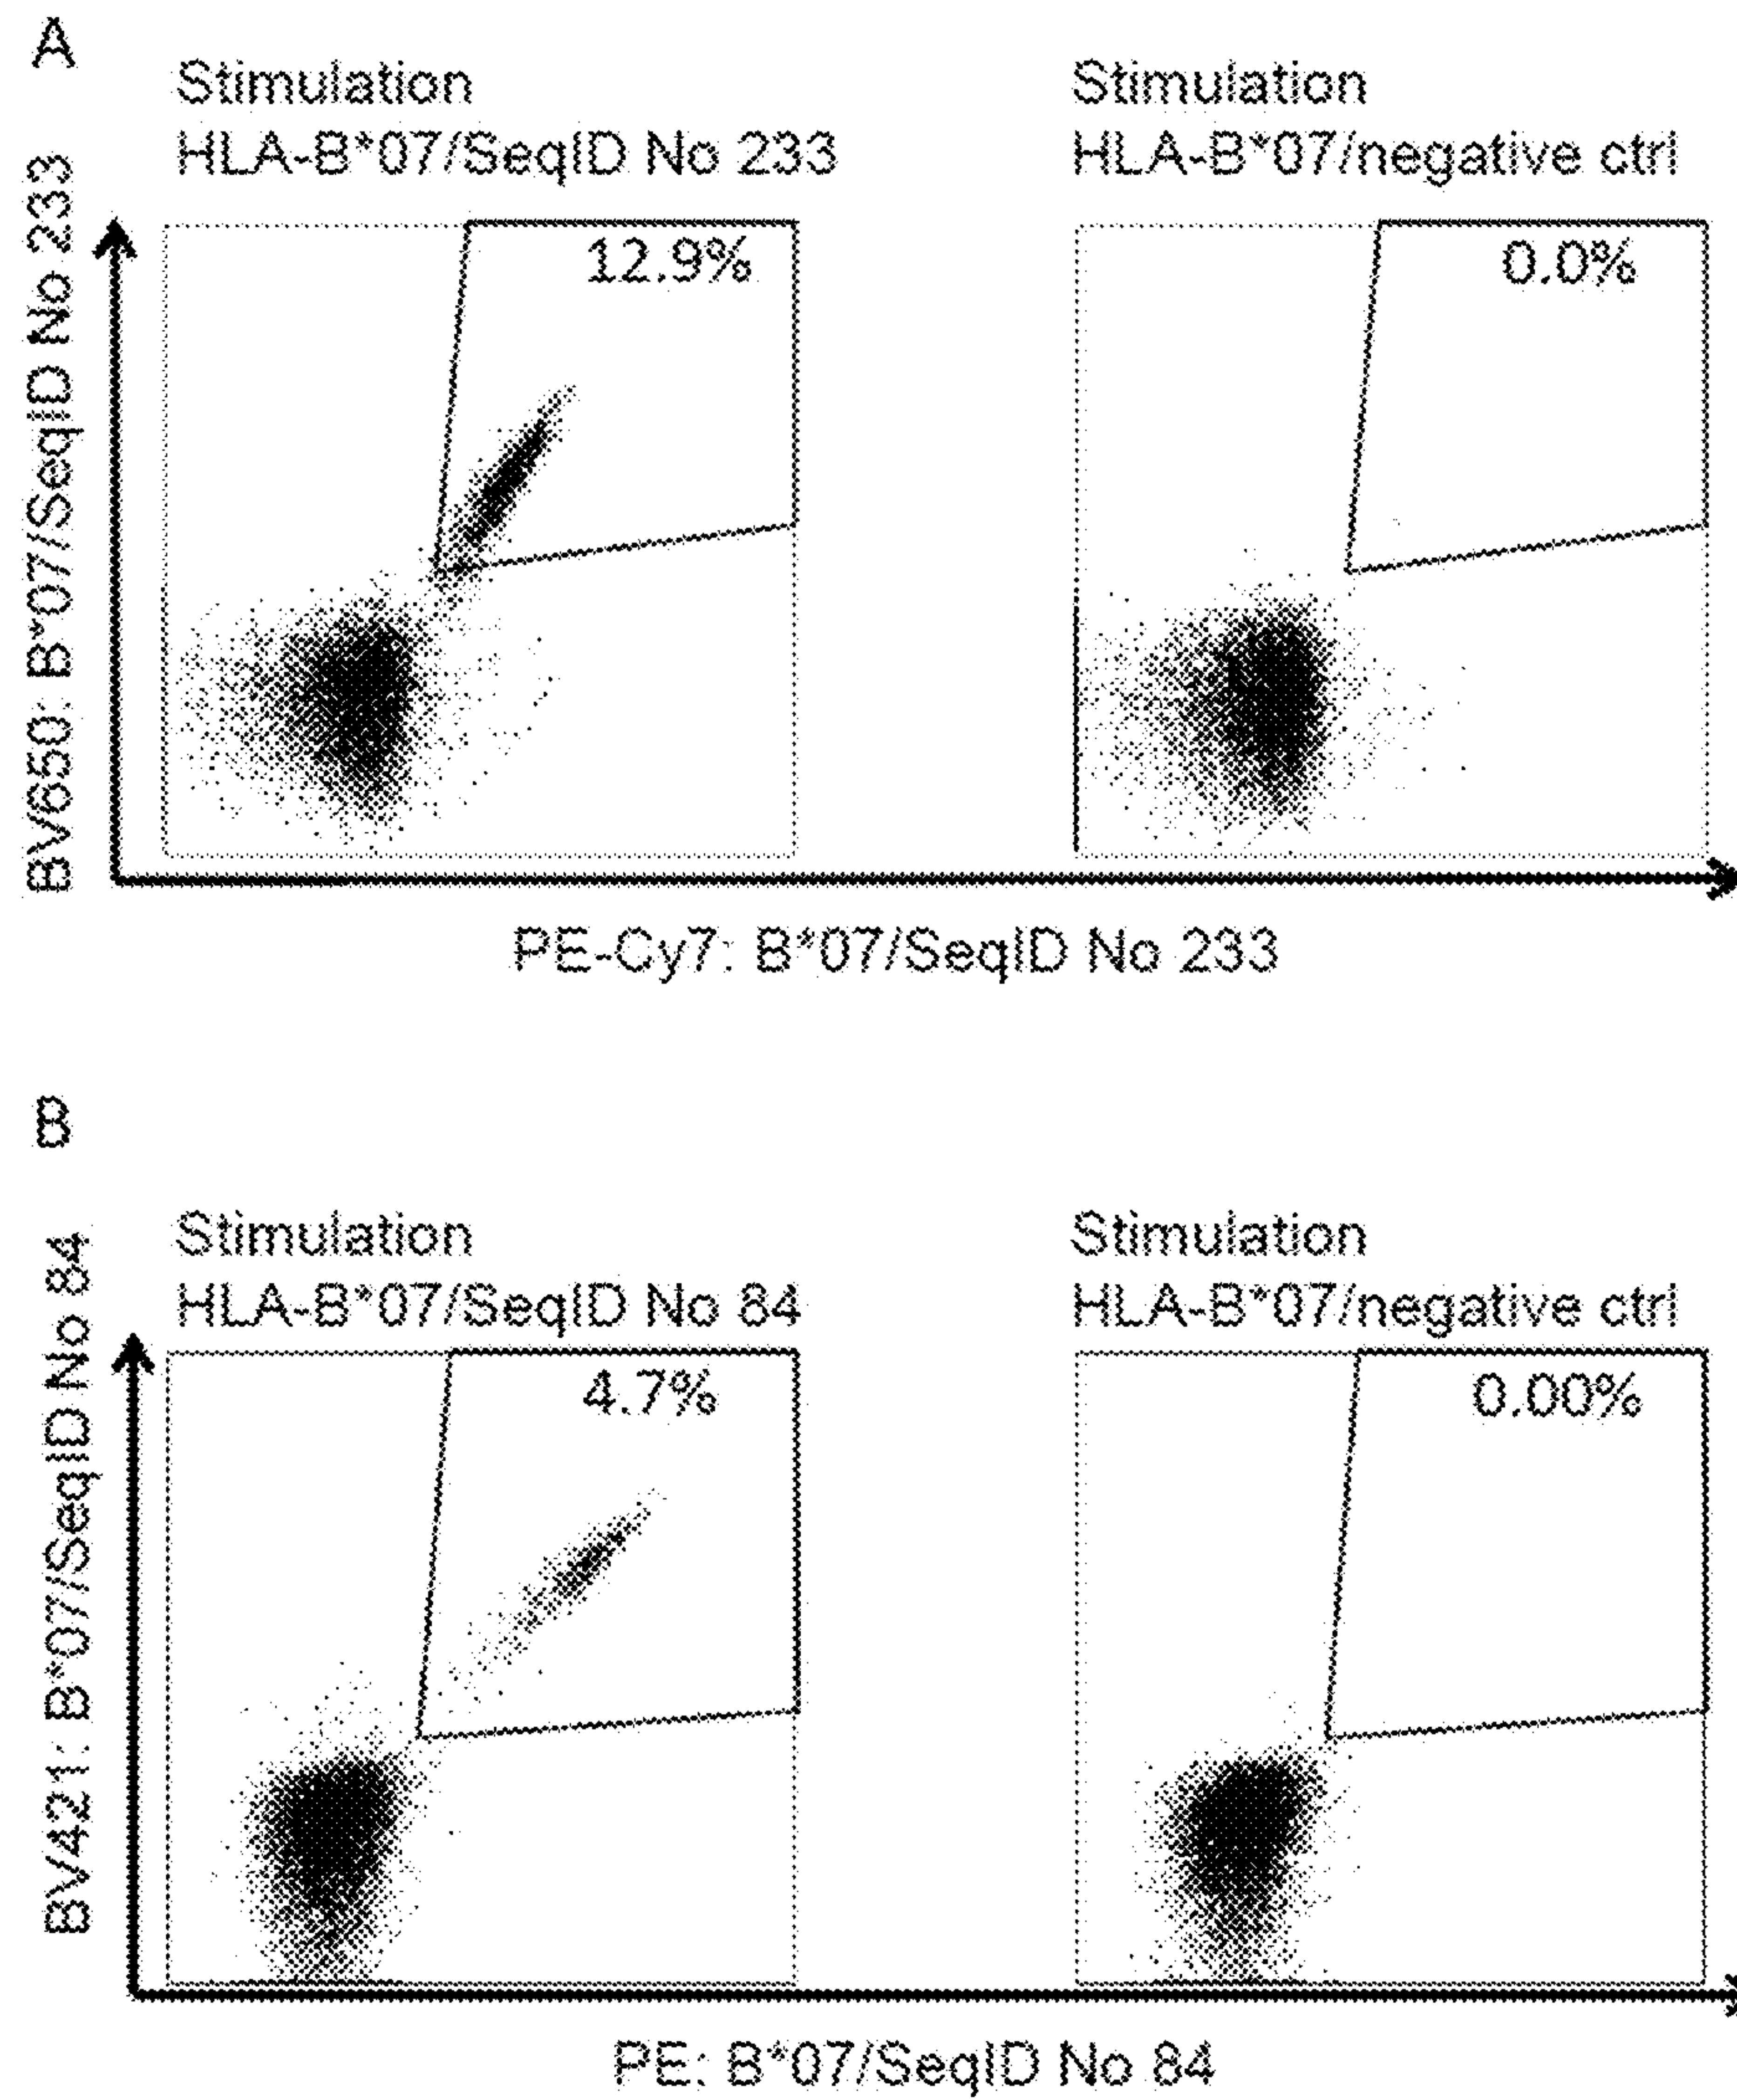 A
Stimulation
HLA-B*07/SeqID No 233
Stimulation
HLA-B*07/negative ctrl
BV650: B*07/SeqID No 233
12.9%
0.0%
PE-Cy7: B*07/SeqID No 233
B
Stimulation
HLA-B*07/SeqID No 84
Stimulation
HLA-B*07/negative ctrl
BV421: B*07/SeqID No 84
4.7%
0.00%
PE: B*07/SeqID No 84